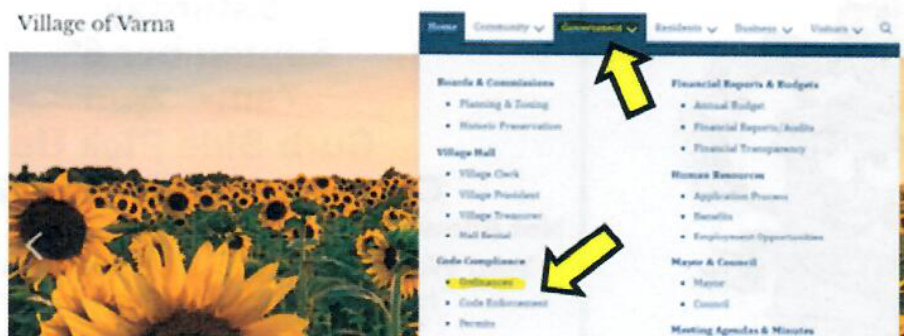 Village of Varna
Home Community Government Residents Business Visitors
Boards & Commissions
Planning & Zoning
Historic Preservation
Village Hall
Village Clerk
Village President
Village Treasurer
Hall Rental
Code Compliance
Ordinances
Code Enforcement
Permits
Financial Reports & Budgets
Annual Budget
Financial Reports/Audits
Financial Transparency
Human Resources
Application Process
Benefits
Employment Opportunities
Mayor & Council
Mayor
Council
Meeting Agendas & Minutes